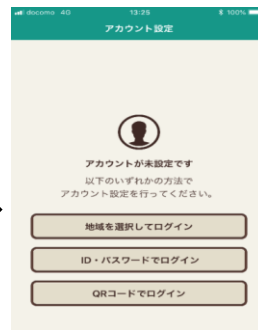 docomo 4G 13:25 100%
アカウント設定
アカウントが未設定です
以下のいずれかの方法で
アカウント設定を行ってください。
地域を選択してログイン
ID・パスワードでログイン
QRコードでログイン